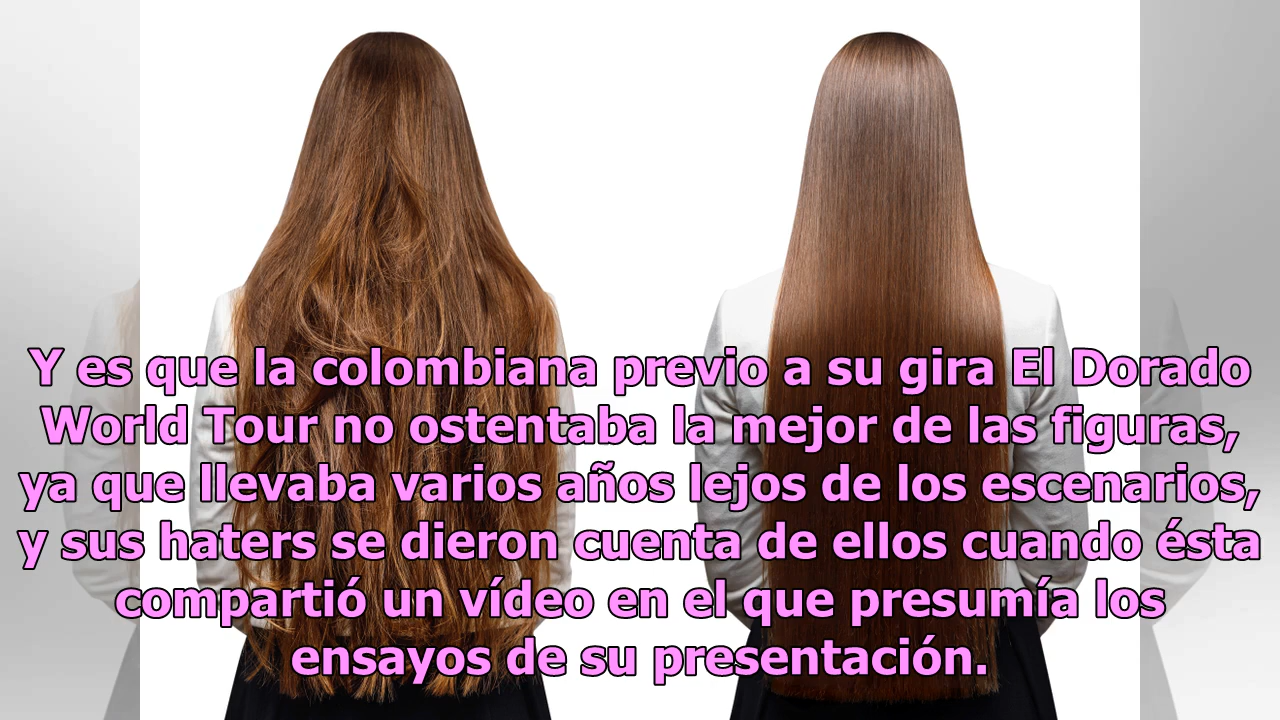 Y es que la colombiana previo a su gira El Dorado
World Tour no ostentaba la mejor de las figuras,
ya que llevaba varios años lejos de los escenarios,
y sus haters se dieron cuenta de ellos cuando ésta
compartió un vídeo en el que presumía los
ensayos de su presentación.